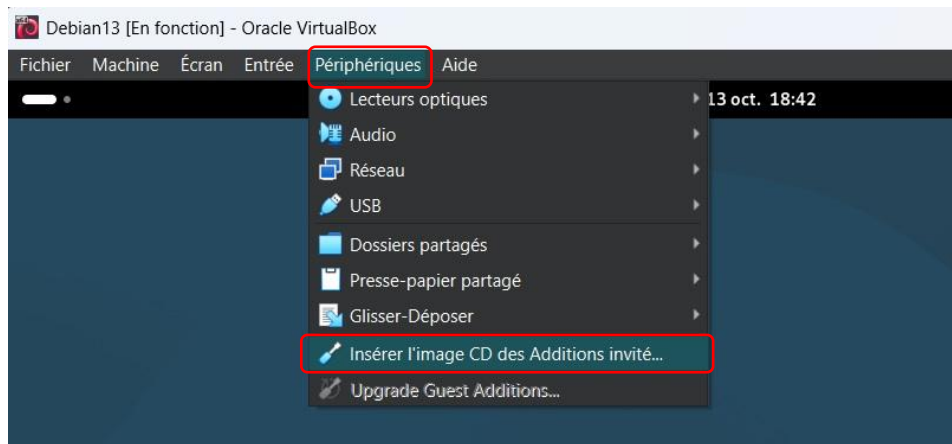 Debian13 [En fonction] - Oracle VirtualBox
Fichier Machine Écran Entrée Périphériques Aide
13 oct. 18:42
Lecteurs optiques
Audio
Réseau
USB
Dossiers partagés
Presse-papier partagé
Glisser-Déposer
Insérer l'image CD des Additions invité...
Upgrade Guest Additions...